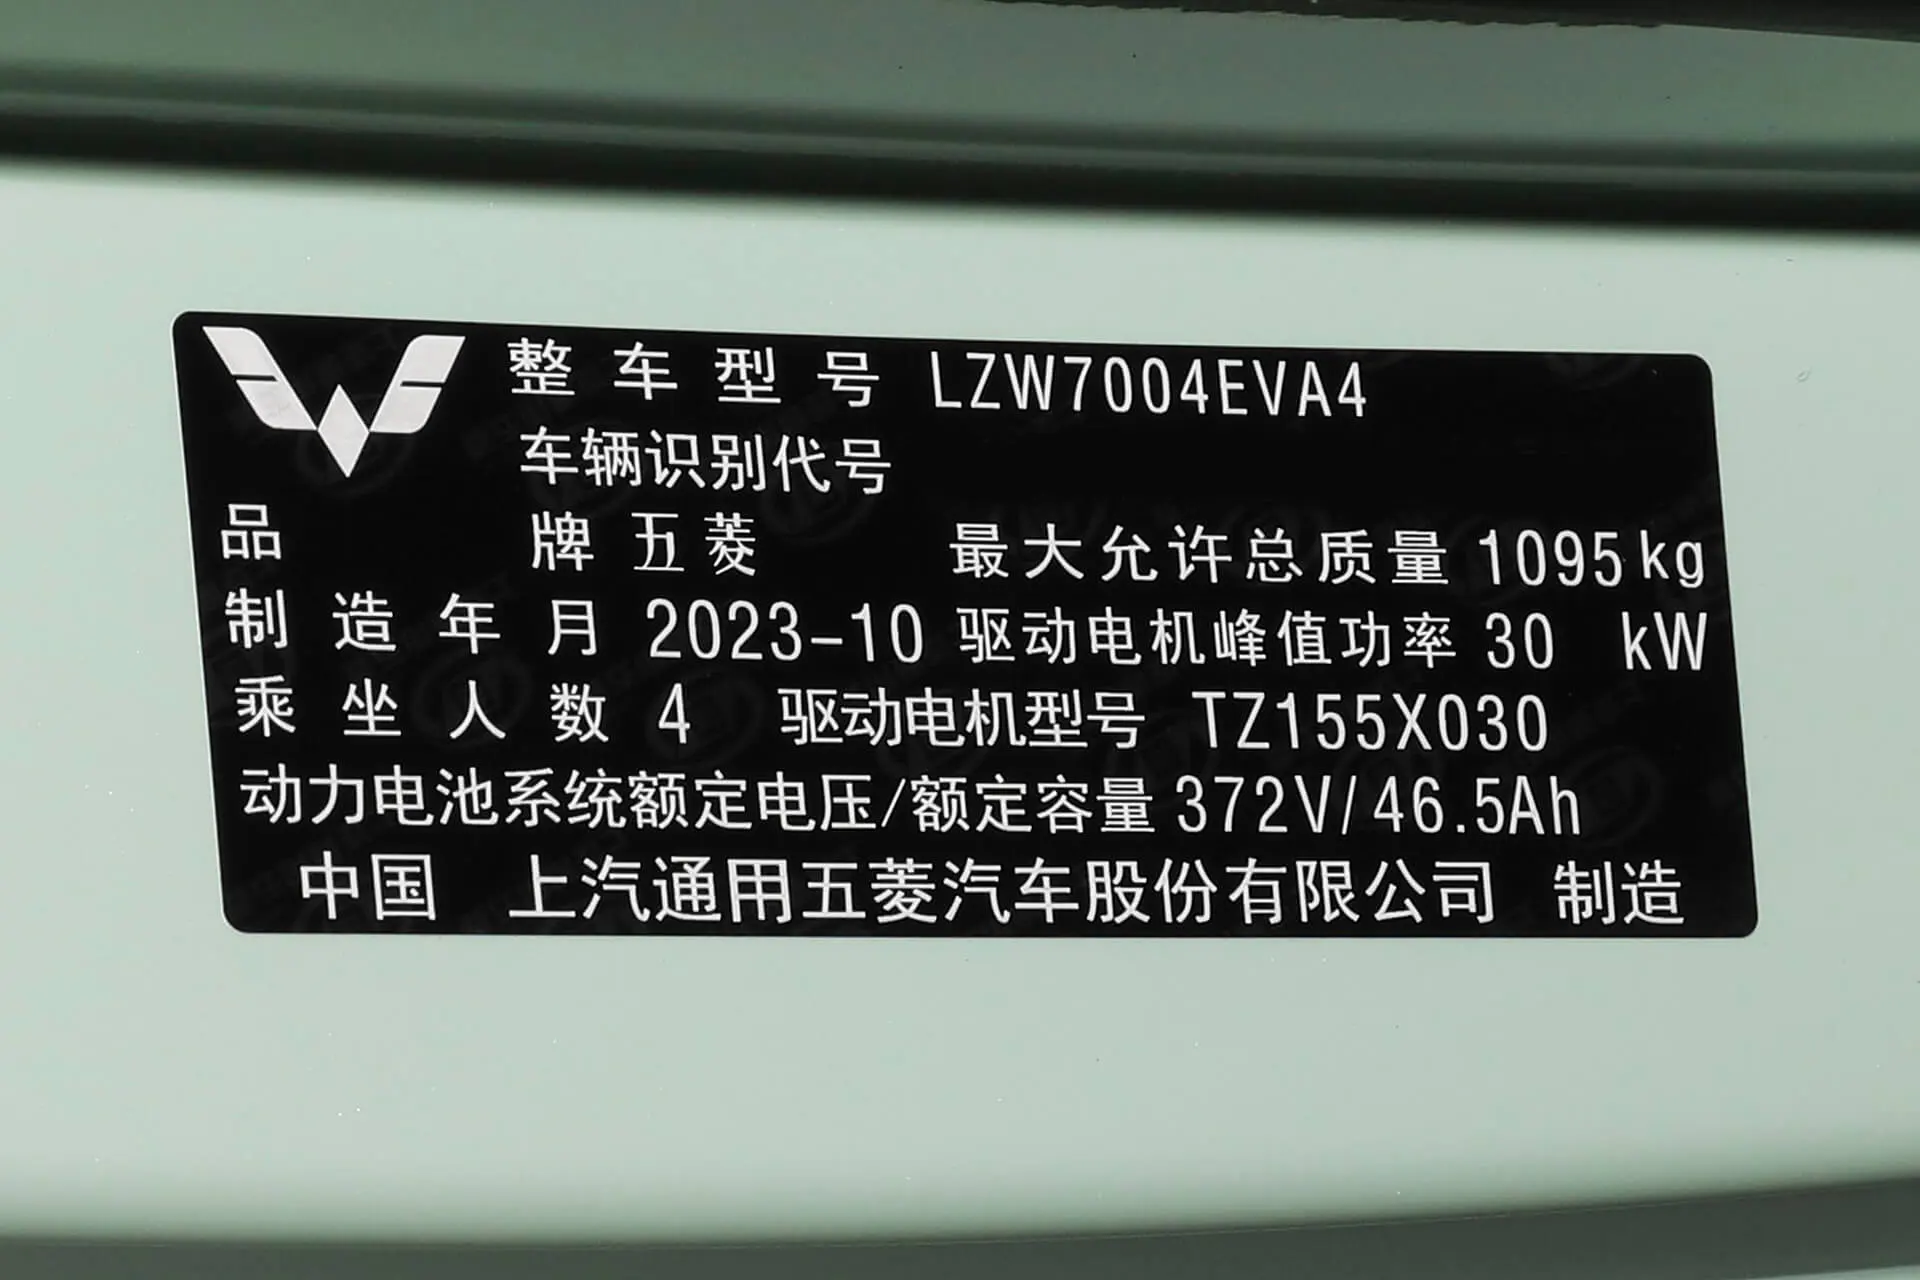 整车型号 LZW7004EVA4
车辆识别代号
品牌 五菱 最大允许总质量 1095kg
制造年月 2023-10 驱动电机峰值功率 30 kW
乘坐人数 4 驱动电机型号 TZ155X030
动力电池系统额定电压/额定容量 372V/46.5Ah
中国 上汽通用五菱汽车股份有限公司 制造